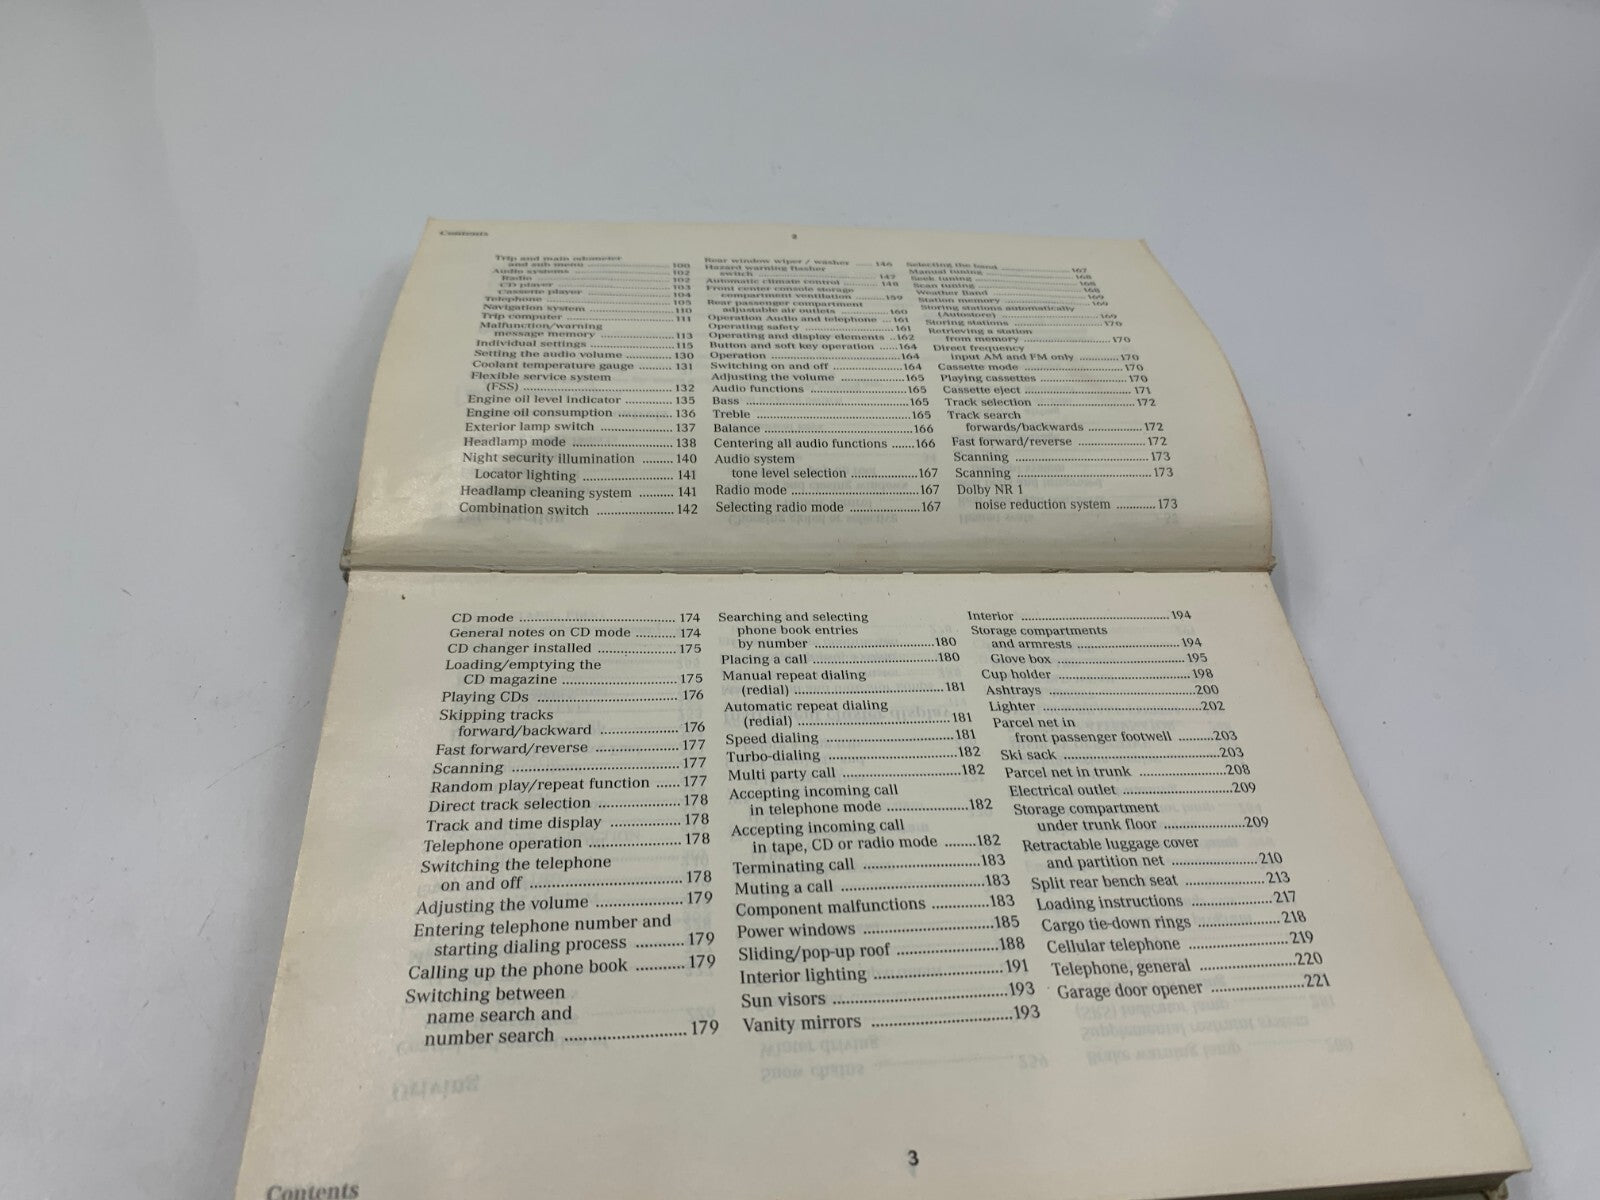 Contents
2
Trip and main odometer
and sub menu .......... 100
Audio systems .......... 102
Radio .......... 102
CD player .......... 103
Cassette player .......... 104
Telephone .......... 105
Navigation system .......... 110
Trip computer .......... 111
Malfunction/warning
message memory .......... 113
Individual settings .......... 115
Setting the audio volume .......... 130
Coolant temperature gauge .......... 131
Flexible service system
(FSS) .......... 132
Engine oil level indicator .......... 135
Engine oil consumption .......... 136
Exterior lamp switch .......... 137
Headlamp mode .......... 138
Night security illumination .......... 140
Locator lighting .......... 141
Headlamp cleaning system .......... 141
Combination switch .......... 142
Rear window wiper / washer .......... 146
Hazard warning flasher
switch .......... 147
Automatic climate control .......... 148
Front center console storage
compartment ventilation .......... 159
Rear passenger compartment
adjustable air outlets .......... 160
Operation Audio and telephone ... 161
Operating safety .......... 161
Operating and display elements .. 162
Button and soft key operation ..... 164
Operation .......... 164
Switching on and off .......... 164
Adjusting the volume .......... 165
Audio functions .......... 165
Bass .......... 165
Treble .......... 165
Balance .......... 166
Centering all audio functions ....... 166
Audio system
tone level selection .......... 167
Radio mode .......... 167
Selecting radio mode .......... 167
Selecting the band .......... 167
Manual tuning .......... 168
Seek tuning .......... 168
Scan tuning .......... 168
Weather Band .......... 169
Station memory .......... 169
Storing stations automatically
(Autostore) .......... 169
Storing stations .......... 170
Retrieving a station
from memory .......... 170
Direct frequency
input AM and FM only .......... 170
Cassette mode .......... 170
Playing cassettes .......... 170
Cassette eject .......... 171
Track selection .......... 172
Track search
forwards/backwards .......... 172
Fast forward/reverse .......... 172
Scanning .......... 173
Scanning .......... 173
Dolby NR 1
noise reduction system .......... 173
CD mode .......... 174
General notes on CD mode .......... 174
CD changer installed .......... 175
Loading/emptying the
CD magazine .......... 175
Playing CDs .......... 176
Skipping tracks
forward/backward .......... 176
Fast forward/reverse .......... 177
Scanning .......... 177
Random play/repeat function ...... 177
Direct track selection .......... 178
Track and time display .......... 178
Telephone operation .......... 178
Switching the telephone
on and off .......... 178
Adjusting the volume .......... 179
Entering telephone number and
starting dialing process .......... 179
Calling up the phone book .......... 179
Switching between
name search and
number search .......... 179
Searching and selecting
phone book entries
by number .......... 180
Placing a call .......... 180
Manual repeat dialing
(redial) .......... 181
Automatic repeat dialing
(redial) .......... 181
Speed dialing .......... 181
Turbo-dialing .......... 182
Multi party call .......... 182
Accepting incoming call
in telephone mode .......... 182
Accepting incoming call
in tape, CD or radio mode ........ 182
Terminating call .......... 183
Muting a call .......... 183
Component malfunctions .......... 183
Power windows .......... 185
Sliding/pop-up roof .......... 188
Interior lighting .......... 191
Sun visors .......... 193
Vanity mirrors .......... 193
Interior .......... 194
Storage compartments
and armrests .......... 194
Glove box .......... 195
Cup holder .......... 198
Ashtrays .......... 200
Lighter .......... 202
Parcel net in
front passenger footwell ......... 203
Ski sack .......... 203
Parcel net in trunk .......... 208
Electrical outlet .......... 209
Storage compartment
under trunk floor .......... 209
Retractable luggage cover
and partition net .......... 210
Split rear bench seat .......... 213
Loading instructions .......... 217
Cargo tie-down rings .......... 218
Cellular telephone .......... 219
Telephone, general .......... 220
Garage door opener .......... 221
3
Contents